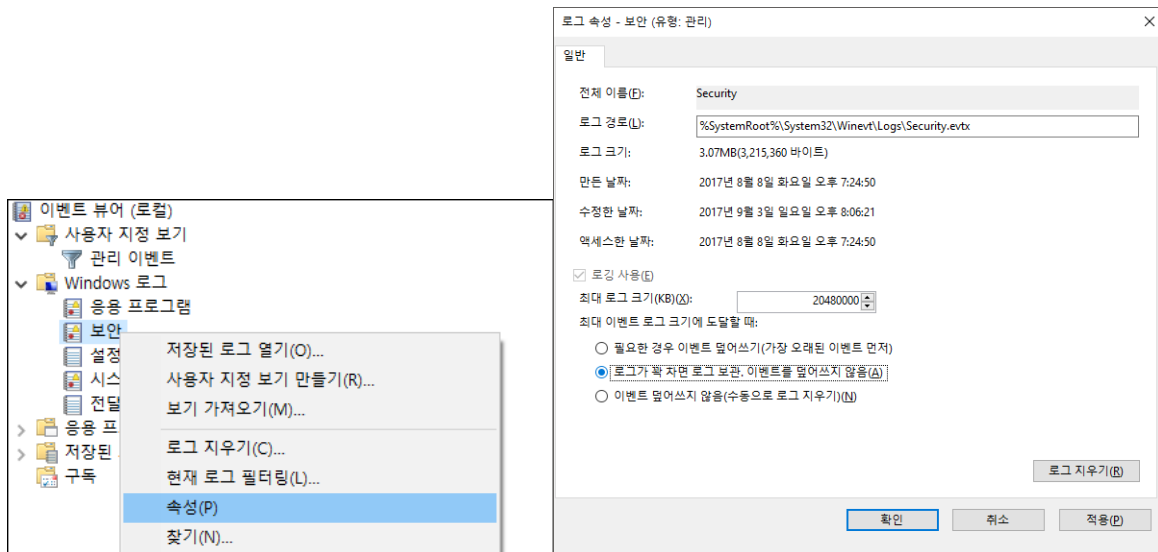 이벤트 뷰어 (로컬)
사용자 지정 보기
관리 이벤트
Windows 로그
응용 프로그램
보안
설정
시스
전달
응용 프
저장된
구독
저장된 로그 열기(O)...
사용자 지정 보기 만들기(R)...
보기 가져오기(M)...
로그 지우기(C)...
현재 로그 필터링(L)...
속성(P)
찾기(N)...
로그 속성 - 보안 (유형: 관리)
일반
전체 이름(F): Security
로그 경로(L): %SystemRoot%\System32\Winevt\Logs\Security.evtx
로그 크기: 3.07MB(3,215,360 바이트)
만든 날짜: 2017년 8월 8일 화요일 오후 7:24:50
수정한 날짜: 2017년 9월 3일 일요일 오후 8:06:21
액세스한 날짜: 2017년 8월 8일 화요일 오후 7:24:50
로깅 사용(E)
최대 로그 크기(KB)(X): 20480000
최대 이벤트 로그 크기에 도달할 때:
필요한 경우 이벤트 덮어쓰기(가장 오래된 이벤트 먼저)
로그가 꽉 차면 로그 보관. 이벤트를 덮어쓰지 않음(A)
이벤트 덮어쓰지 않음(수동으로 로그 지우기)(N)
로그 지우기(R)
확인 취소 적용(P)